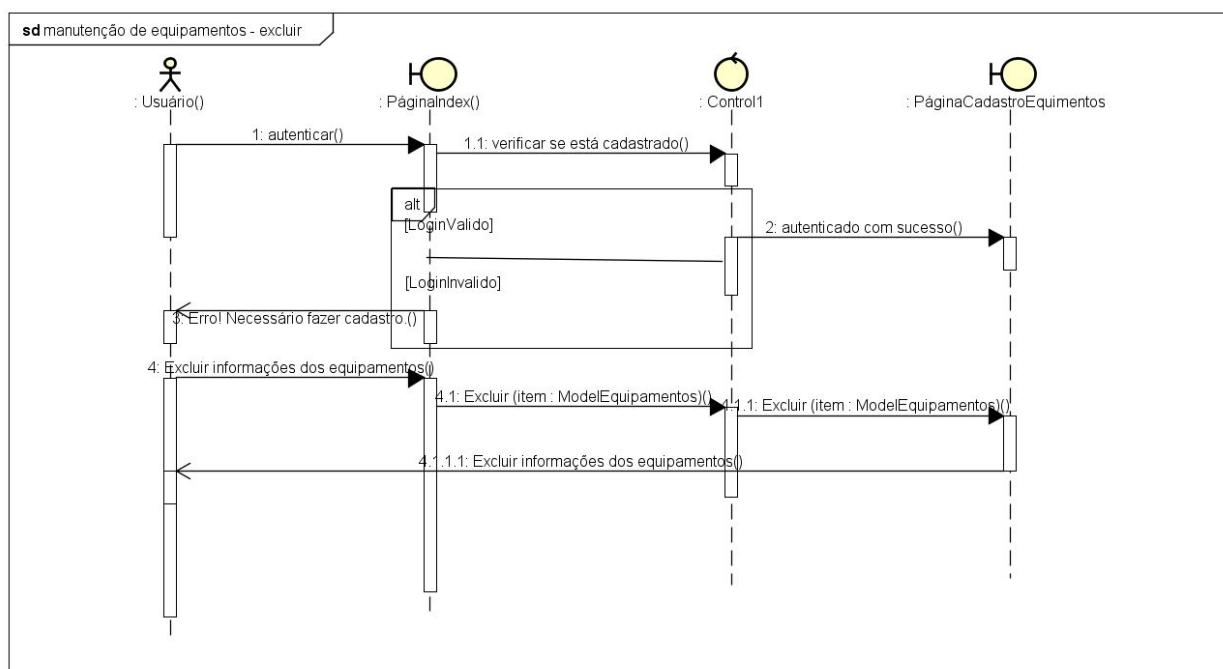 sd manutenção de equipamentos - excluir
: Usuário()
: PáginaIndex()
: Control1
: PáginaCadastroEquimentos
1: autenticar()
1.1: verificar se está cadastrado()
alt
[LoginValido]
2: autenticado com sucesso()
[LoginInvalido]
3: Erro! Necessário fazer cadastro.()
4: Excluir informações dos equipamentos()
4.1: Excluir (item : ModelEquipamentos)()
4.1.1: Excluir (item : ModelEquipamentos)()
4.1.1.1: Excluir informações dos equipamentos()